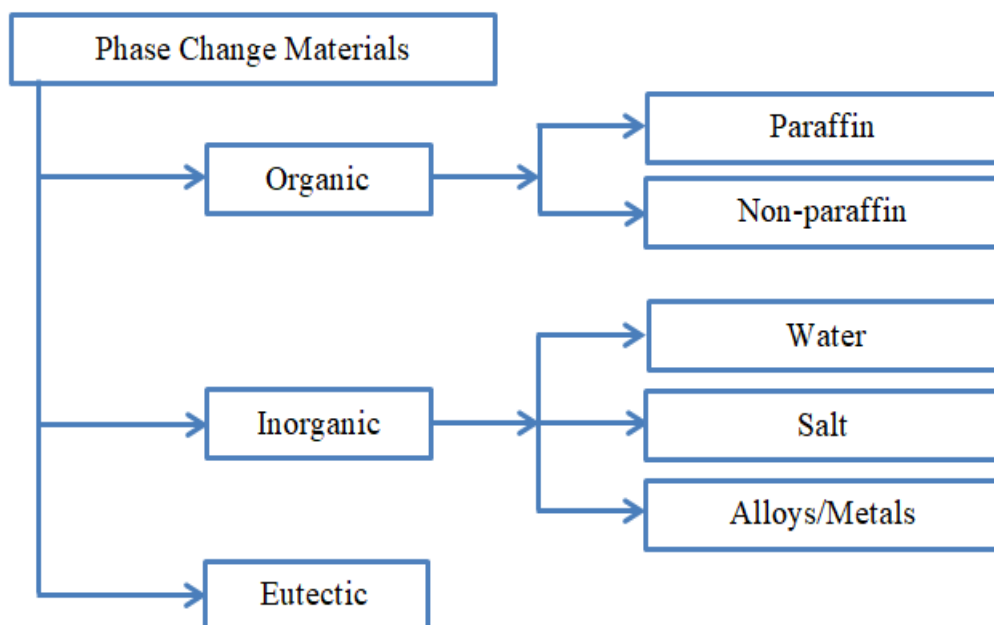 Phase Change Materials
Organic
Paraffin
Non-paraffin
Inorganic
Water
Salt
Alloys/Metals
Eutectic